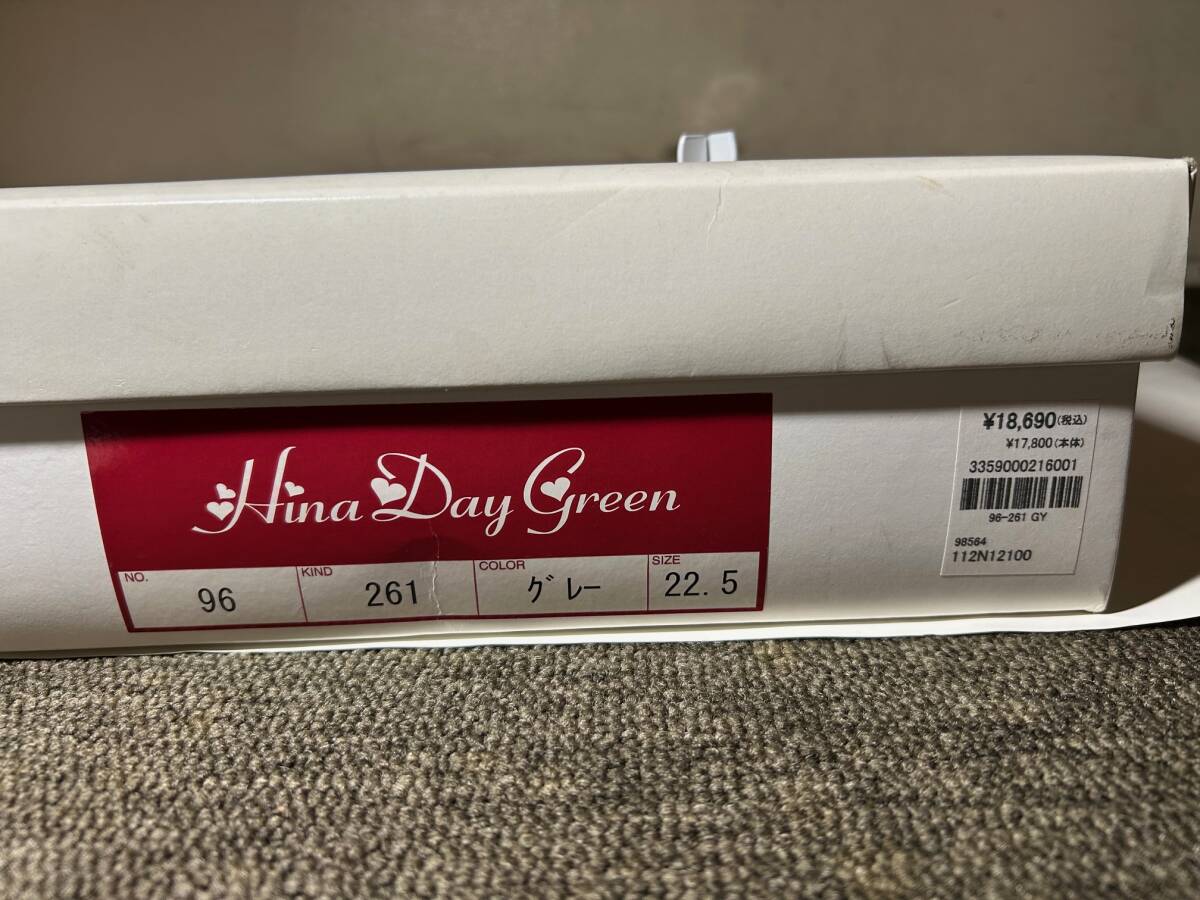 Hina Day Green
NO. 96 KIND 261 COLOR グレー SIZE 22.5
¥18,690(税込)
¥17,800(本体)
3359000216001
96-261 GY
98564
112N12100